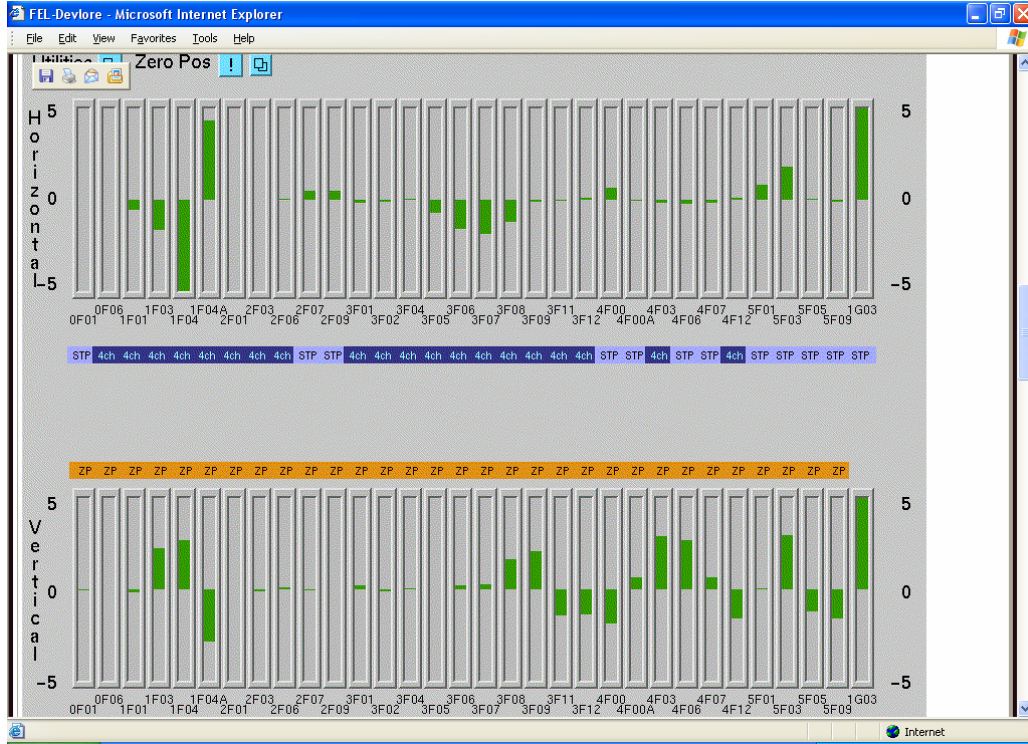 FEL-Devlore - Microsoft Internet Explorer
File Edit View Favorites Tools Help
Utilities Zero Pos !
Horizontal
5 5
0 0
-5 -5
0F06 1F03 1F04A 2F03 2F07 3F01 3F04 3F06 3F08 3F11 4F00 4F03 4F07 5F01 5F05 1G03
0F01 1F01 1F04 2F01 2F06 2F09 3F02 3F05 3F07 3F09 3F12 4F00A 4F06 4F12 5F03 5F09
STP 4ch 4ch 4ch 4ch 4ch 4ch 4ch 4ch STP STP 4ch 4ch 4ch 4ch 4ch 4ch 4ch 4ch 4ch 4ch STP STP 4ch STP STP 4ch STP STP STP STP STP
ZP ZP ZP ZP ZP ZP ZP ZP ZP ZP ZP ZP ZP ZP ZP ZP ZP ZP ZP ZP ZP ZP ZP ZP ZP ZP ZP ZP ZP ZP ZP
Vertical
5 5
0 0
-5 -5
0F06 1F03 1F04A 2F03 2F07 3F01 3F04 3F06 3F08 3F11 4F00 4F03 4F07 5F01 5F05 1G03
0F01 1F01 1F04 2F01 2F06 2F09 3F02 3F05 3F07 3F09 3F12 4F00A 4F06 4F12 5F03 5F09
Internet